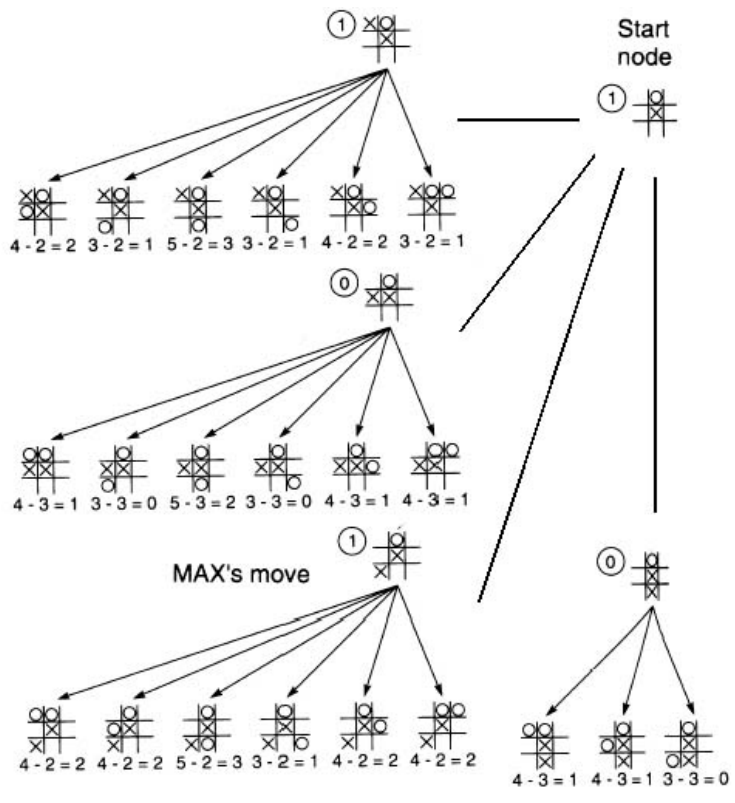 1
Start
node
1
4 - 2 = 2 3 - 2 = 1 5 - 2 = 3 3 - 2 = 1 4 - 2 = 2 3 - 2 = 1
0
4 - 3 = 1 3 - 3 = 0 5 - 3 = 2 3 - 3 = 0 4 - 3 = 1 4 - 3 = 1
1
MAX's move
0
4 - 2 = 2 4 - 2 = 2 5 - 2 = 3 3 - 2 = 1 4 - 2 = 2 4 - 2 = 2
4 - 3 = 1 4 - 3 = 1 3 - 3 = 0